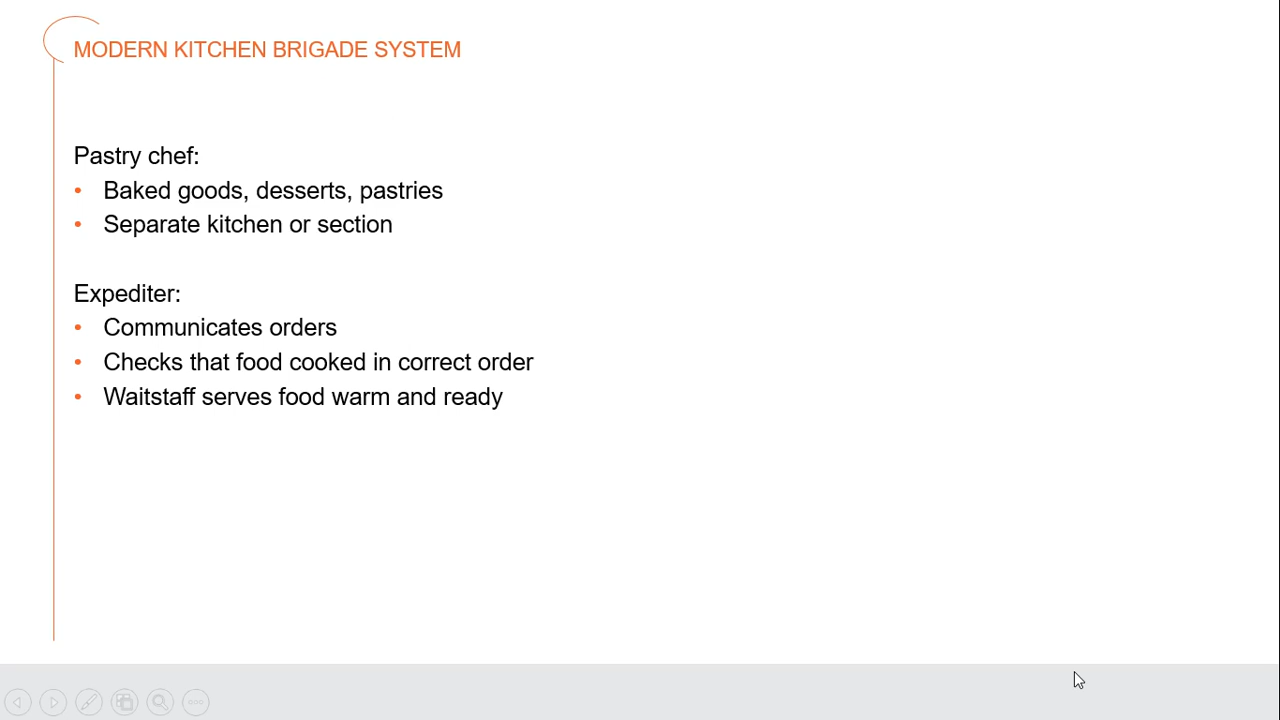 MODERN KITCHEN BRIGADE SYSTEM
Pastry chef:
• Baked goods, desserts, pastries
• Separate kitchen or section
Expediter:
• Communicates orders
• Checks that food cooked in correct order
• Waitstaff serves food warm and ready